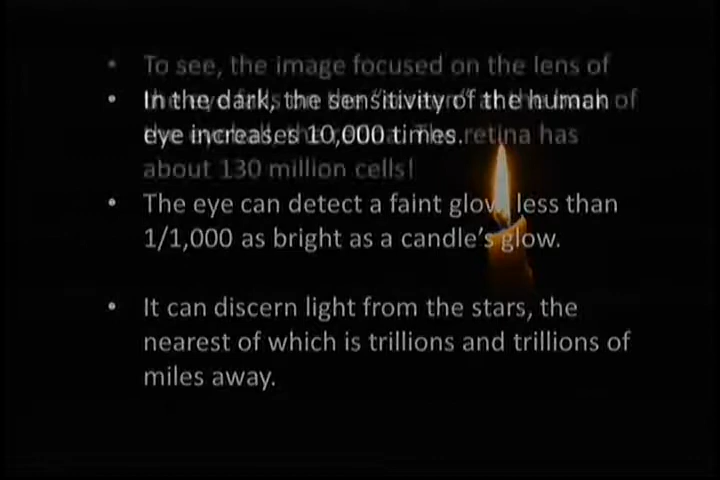 • To see, the image focused on the lens of
• In the dark, the sensitivity of the human
eye increases 10,000 times. retina has
about 130 million cells!
• The eye can detect a faint glow, less than
1/1,000 as bright as a candle's glow.
• It can discern light from the stars, the
nearest of which is trillions and trillions of
miles away.